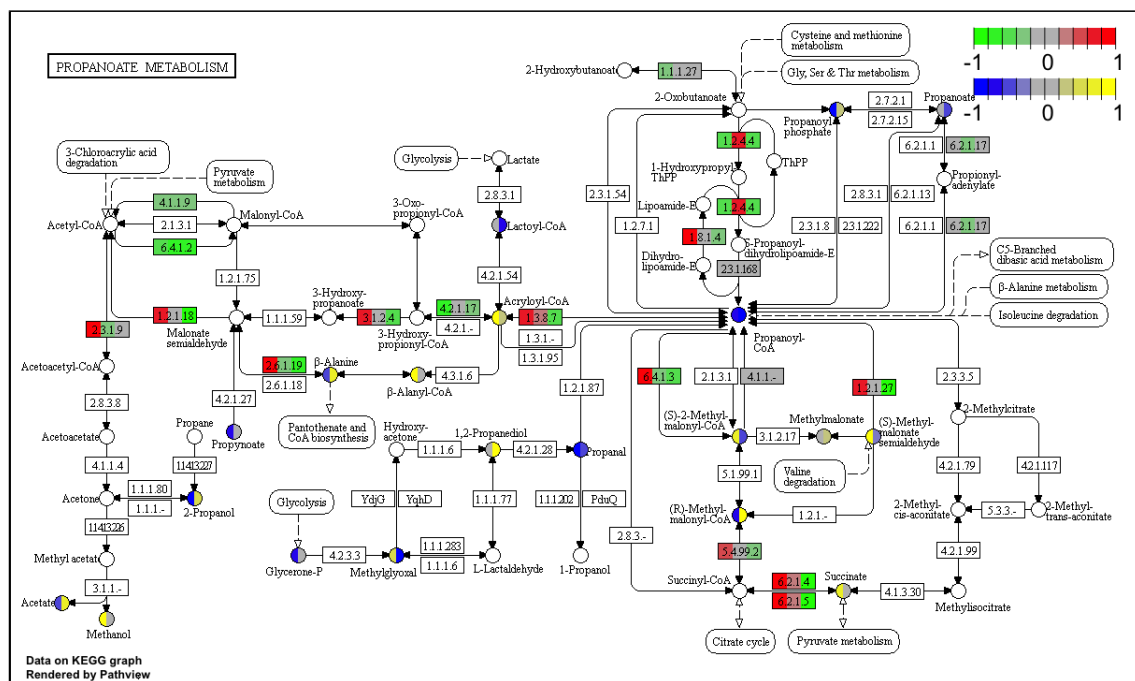 PROPANOATE METABOLISM
Cysteine and methionine
metabolism
Gly, Ser & Thr metabolism
-1
0
1
-1
0
1
2-Hydroxybutanoate
1.1.1.27
2-Oxobutanoate
Propanoyl
phosphate
2.7.2.1
2.7.2.15
Propanoate
3-Chloroacrylic acid
degradation
Pyruvate
metabolism
Glycolysis
Lactate
1.2.4.4
ThPP
1-Hydroxypropyl-
ThPP
6.2.1.1
6.2.1.17
Propionyl-
adenylate
4.1.1.9
Acetyl-CoA
2.1.3.1
Malonyl-CoA
6.4.1.2
3-Oxo-
propionyl-CoA
2.8.3.1
Lactoyl-CoA
2.3.1.54
1.2.7.1
Lipoamide-E
1.2.4.4
1.8.1.4
S-Propanoyl-
dihydrolipoamide-E
Dihydro-
lipoamide-E
2.3.1.168
2.8.3.1
6.2.1.13
2.3.1.8
2.3.1.222
6.2.1.1
6.2.1.17
C5-Branched
dibasic acid metabolism
β-Alanine metabolism
Isoleucine degradation
1.2.1.75
4.2.1.54
3-Hydroxy-
propanoate
4.2.1.17
Acryloyl-CoA
2.3.1.9
1.2.1.18
Malonate
semialdehyde
1.1.1.59
3.1.2.4
3-Hydroxy-
propionyl-CoA
4.2.1.-
1.3.8.7
1.3.1.-
1.3.1.95
Propanoyl-
CoA
Acetoacetyl-CoA
2.6.1.19
2.6.1.18
β-Alanine
4.3.1.6
β-Alanyl-CoA
1.2.1.87
6.4.1.3
2.1.3.1
4.1.1.-
1.2.1.27
2.3.3.5
2.8.3.8
4.2.1.27
Pantothenate and
CoA biosynthesis
(S)-2-Methyl-
malonyl-CoA
Methylmalonate
3.1.2.17
(S)-Methyl-
malonate
semialdehyde
2-Methylcitrate
Acetoacetate
Propane
Propynoate
Hydroxy-
acetone
1,2-Propanediol
1.1.1.6
4.2.1.28
Propanal
4.1.1.4
1.14.13.227
5.1.99.1
Valine
degradation
4.2.1.79
4.2.1.117
Acetone
1.1.1.80
1.1.1.-
2-Propanol
Glycolysis
YdjG
YqhD
1.1.1.77
1.1.1.202
PduQ
(R)-Methyl-
malonyl-CoA
1.2.1.-
2-Methyl-
cis-aconitate
5.3.3.-
2-Methyl-
trans-aconitate
1.14.13.226
2.8.3.-
Methyl acetat
4.2.3.3
Glycerone-P
Methylglyoxal
1.1.1.283
1.1.1.6
L-Lactaldehyde
1-Propanol
5.4.99.2
4.2.1.99
3.1.1.-
Succinyl-CoA
6.2.1.4
6.2.1.5
Succinate
4.1.3.30
Methylisocitrate
Acetate
Methanol
Citrate cycle
Pyruvate metabolism
Data on KEGG graph
Rendered by Pathview